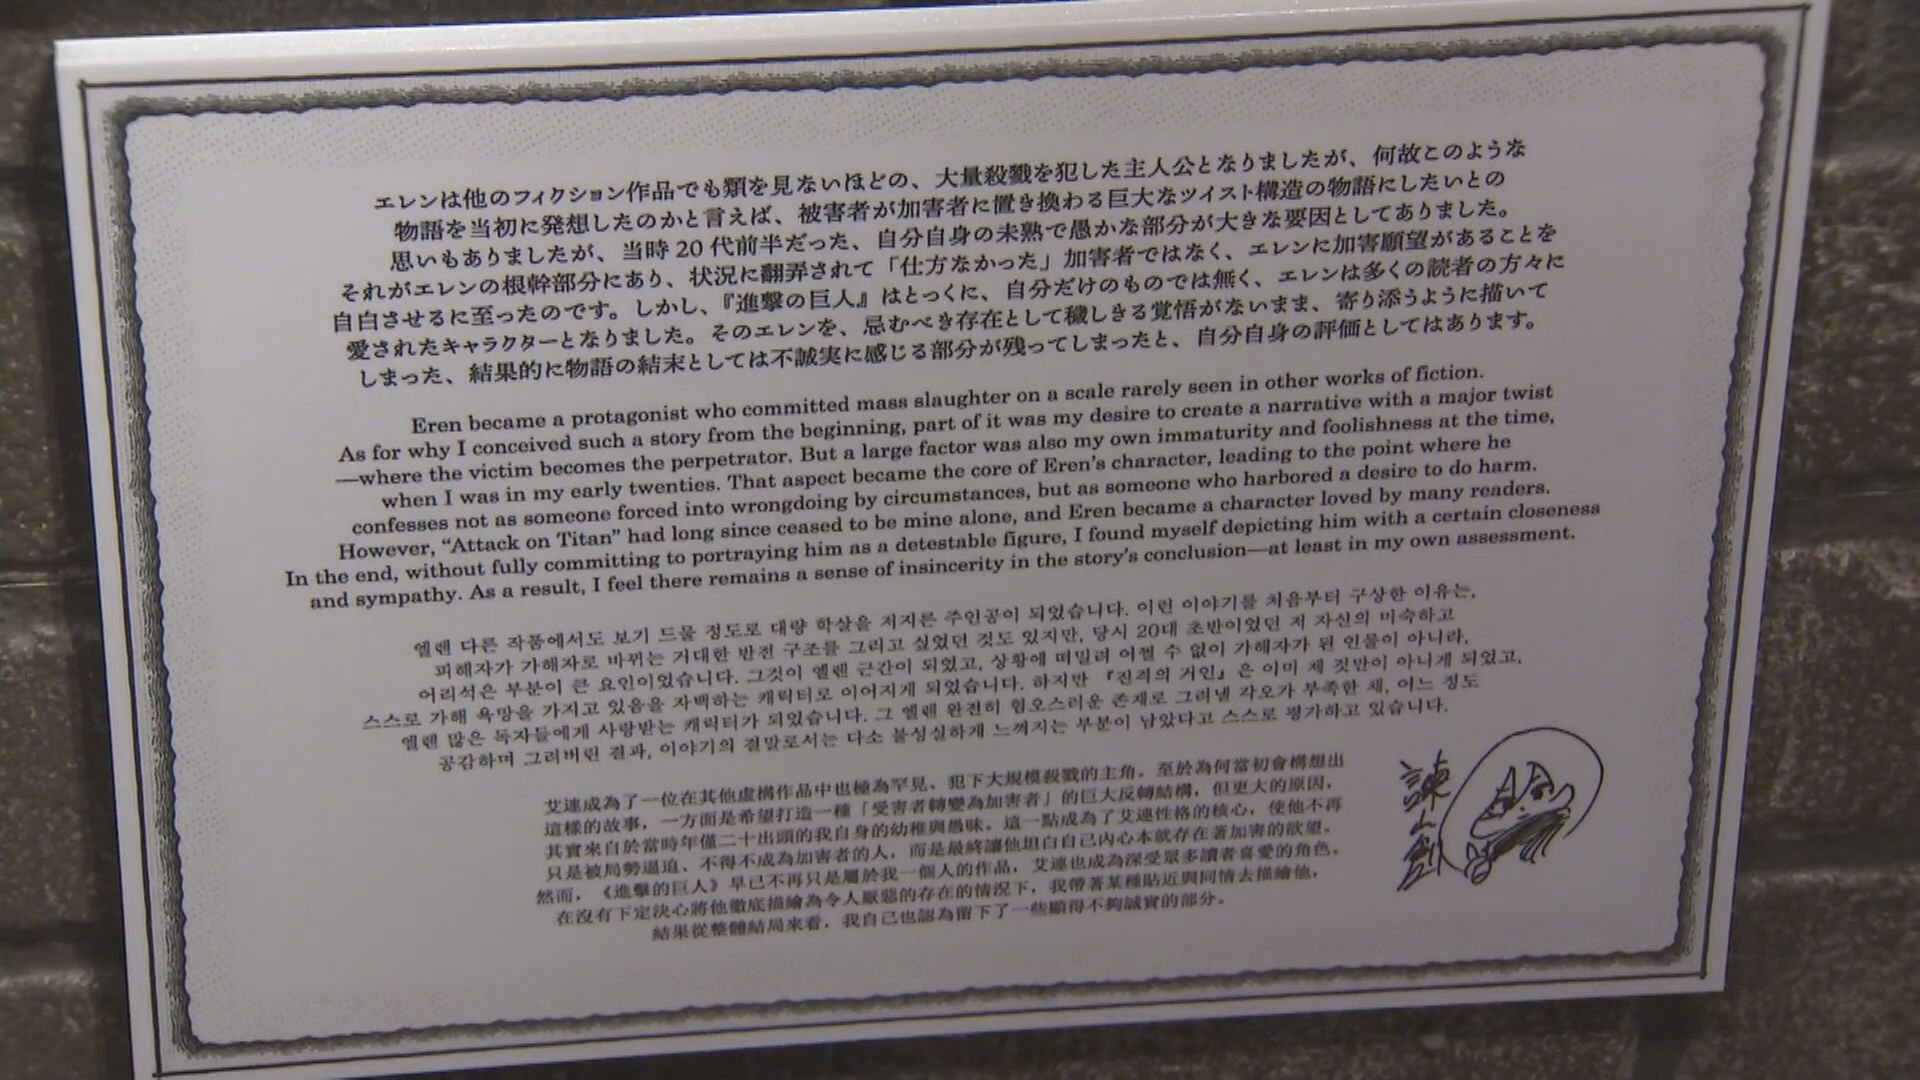 エレンは他のフィクション作品でも類を見ないほどの、大量殺戮を犯した主人公となりましたが、何故このような
物語を当初に発想したのかと言えば、被害者が加害者に置き換わる巨大なツイスト構造の物語にしたいとの
思いもありましたが、当時20代前半だった、自分自身の未熟で愚かな部分が大きな要因としてありました。
それがエレンの根幹部分にあり、状況に翻弄されて「仕方なかった」加害者ではなく、エレンに加害願望があることを
自白させるに至ったのです。しかし、『進撃の巨人』はとっくに、自分だけのものでは無く、エレンは多くの読者の方々に
愛されたキャラクターとなりました。そのエレンを、忌むべき存在として穢しきる覚悟がないまま、寄り添うように描いて
しまった、結果的に物語の結末としては不誠実に感じる部分が残ってしまったと、自分自身の評価としてはあります。
Eren became a protagonist who committed mass slaughter on a scale rarely seen in other works of fiction.
As for why I conceived such a story from the beginning, part of it was my desire to create a narrative with a major twist
—where the victim becomes the perpetrator. But a large factor was also my own immaturity and foolishness at the time,
when I was in my early twenties. That aspect became the core of Eren's character, leading to the point where he
confesses not as someone forced into wrongdoing by circumstances, but as someone who harbored a desire to do harm.
However, “Attack on Titan” had long since ceased to be mine alone, and Eren became a character loved by many readers.
In the end, without fully committing to portraying him as a detestable figure, I found myself depicting him with a certain closeness
and sympathy. As a result, I feel there remains a sense of insincerity in the story's conclusion—at least in my own assessment.
엘렌 다른 작품에서도 보기 드물 정도로 대량 학살을 저지른 주인공이 되었습니다. 이런 이야기를 처음부터 구상한 이유는,
피해자가 가해자로 바뀌는 거대한 반전 구조를 그리고 싶었던 것도 있지만, 당시 20대 초반이었던 저 자신의 미숙하고
어리석은 부분이 큰 요인이었습니다. 그것이 엘렌 근간이 되었고, 상황에 떠밀려 어쩔 수 없이 가해자가 된 인물이 아니라,
스스로 가해 욕망을 가지고 있음을 자백하는 캐릭터로 이어지게 되었습니다. 하지만 『진격의 거인』은 이미 제 것만이 아니게 되었고,
엘렌 많은 독자들에게 사랑받는 캐릭터가 되었습니다. 그 엘렌 완전히 혐오스러운 존재로 그려낼 각오가 부족한 채, 어느 정도
공감하며 그려버린 결과, 이야기의 결말로서는 다소 불성실하게 느껴지는 부분이 남았다고 스스로 평가하고 있습니다.
艾連成為了一位在其他虛構作品中也極為罕見、犯下大規模殺戮的主角。至於為何當初會構想出
這樣的故事，一方面是希望打造一種「受害者轉變為加害者」的巨大反轉結構，但更大的原因，
其實來自於當時年僅二十出頭的我自身的幼稚與愚昧。這一點成為了艾連性格的核心，使他不再
只是被局勢逼迫、不得不成為加害者的人，而是最終讓他坦白自己內心本就存在著加害的欲望。
然而，《進擊的巨人》早已不再只是屬於我一個人的作品，艾連也成為深受眾多讀者喜愛的角色。
在沒有下定決心將他徹底描繪為令人厭惡的存在的情況下，我帶著某種貼近與同情去描繪他，
結果從整體結局來看，我自己也認為留下了一些顯得不夠誠實的部分。
諫山創